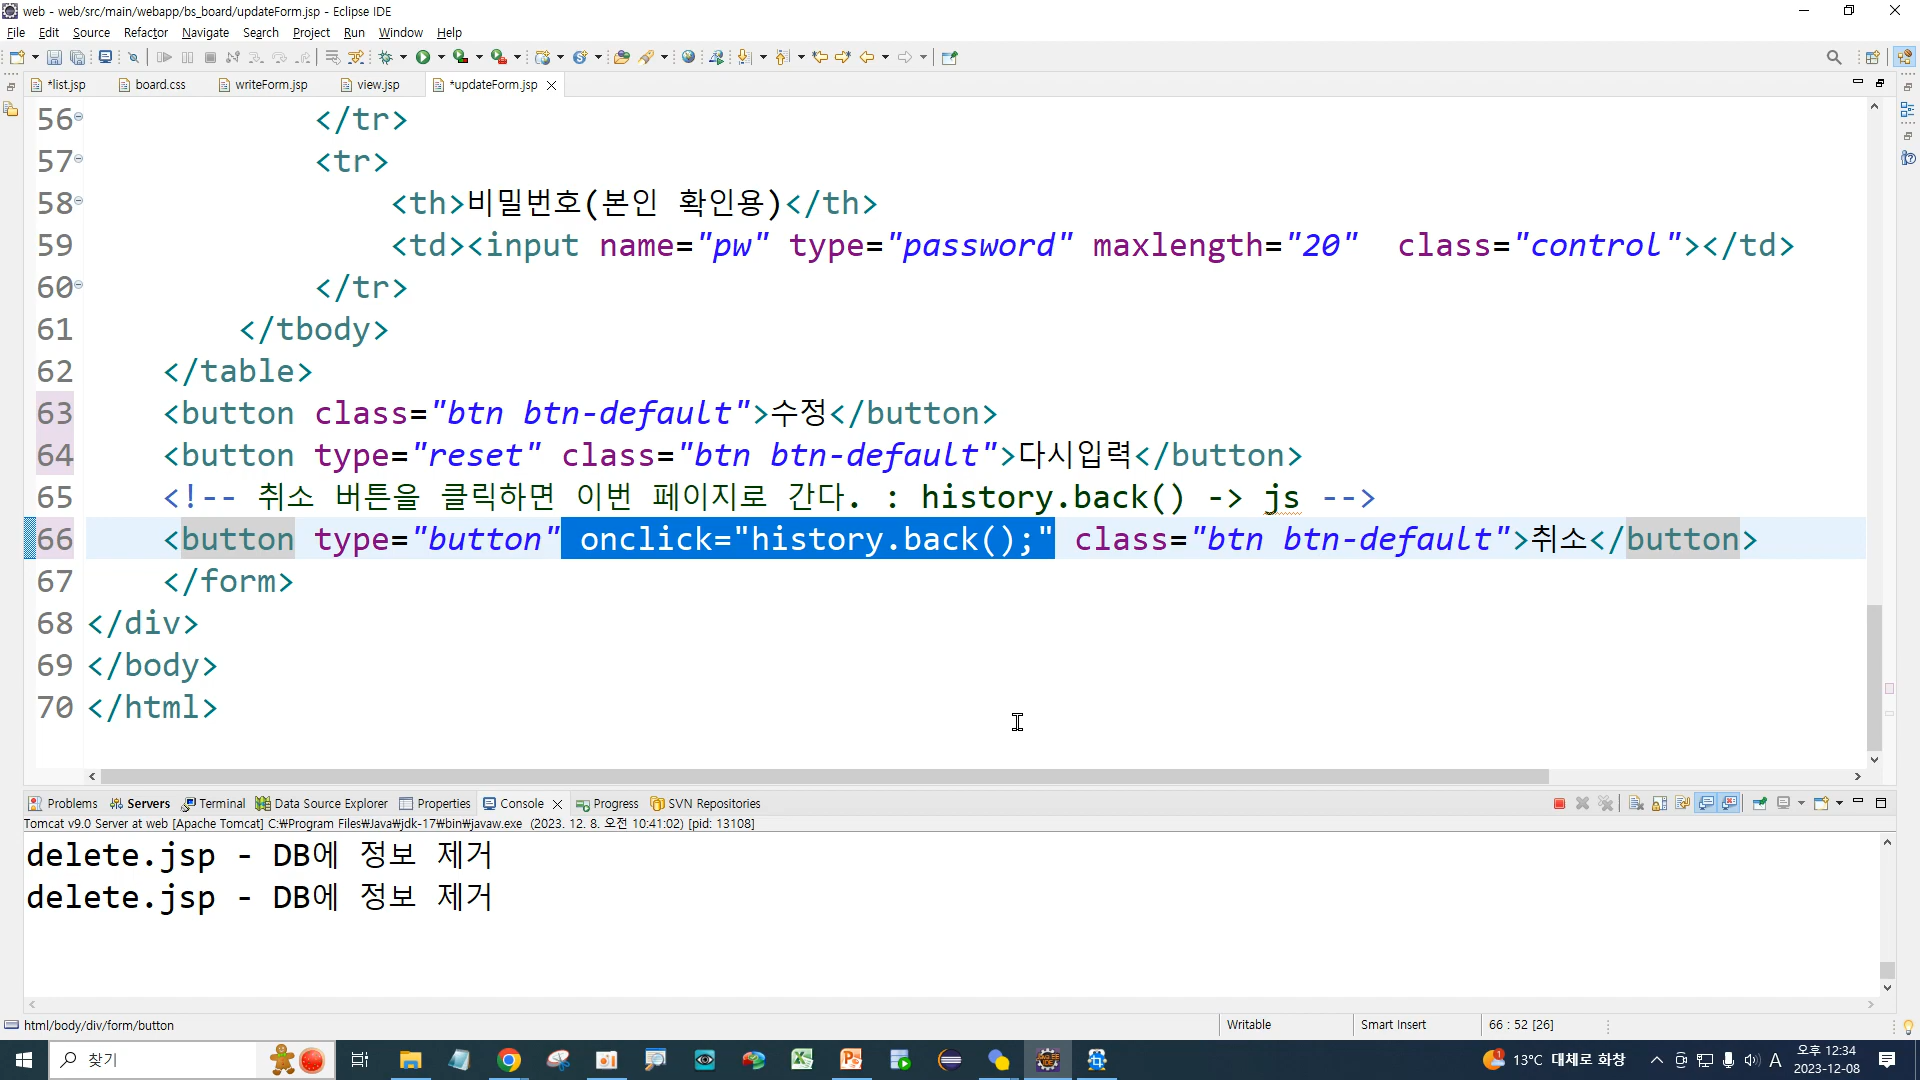 web - web/src/main/webapp/bs_board/updateForm.jsp - Eclipse IDE
File Edit Source Refactor Navigate Search Project Run Window Help
*list.jsp board.css writeForm.jsp view.jsp *updateForm.jsp
56 </tr>
57 <tr>
58 <th>비밀번호(본인 확인용)</th>
59 <td><input name="pw" type="password" maxlength="20" class="control"></td>
60 </tr>
61 </tbody>
62 </table>
63 <button class="btn btn-default">수정</button>
64 <button type="reset" class="btn btn-default">다시입력</button>
65 <!-- 취소 버튼을 클릭하면 이번 페이지로 간다. : history.back() -> js -->
66 <button type="button" onclick="history.back();" class="btn btn-default">취소</button>
67 </form>
68 </div>
69 </body>
70 </html>
Problems Servers Terminal Data Source Explorer Properties Console Progress SVN Repositories
Tomcat v9.0 Server at web [Apache Tomcat] C:₩Program Files₩Java₩jdk-17₩bin₩javaw.exe (2023. 12. 8. 오전 10:41:02) [pid: 13108]
delete.jsp - DB에 정보 제거
delete.jsp - DB에 정보 제거
html/body/div/form/button Writable Smart Insert 66 : 52 [26]
찾기 13°C 대체로 화창 A 오후 12:34
2023-12-08